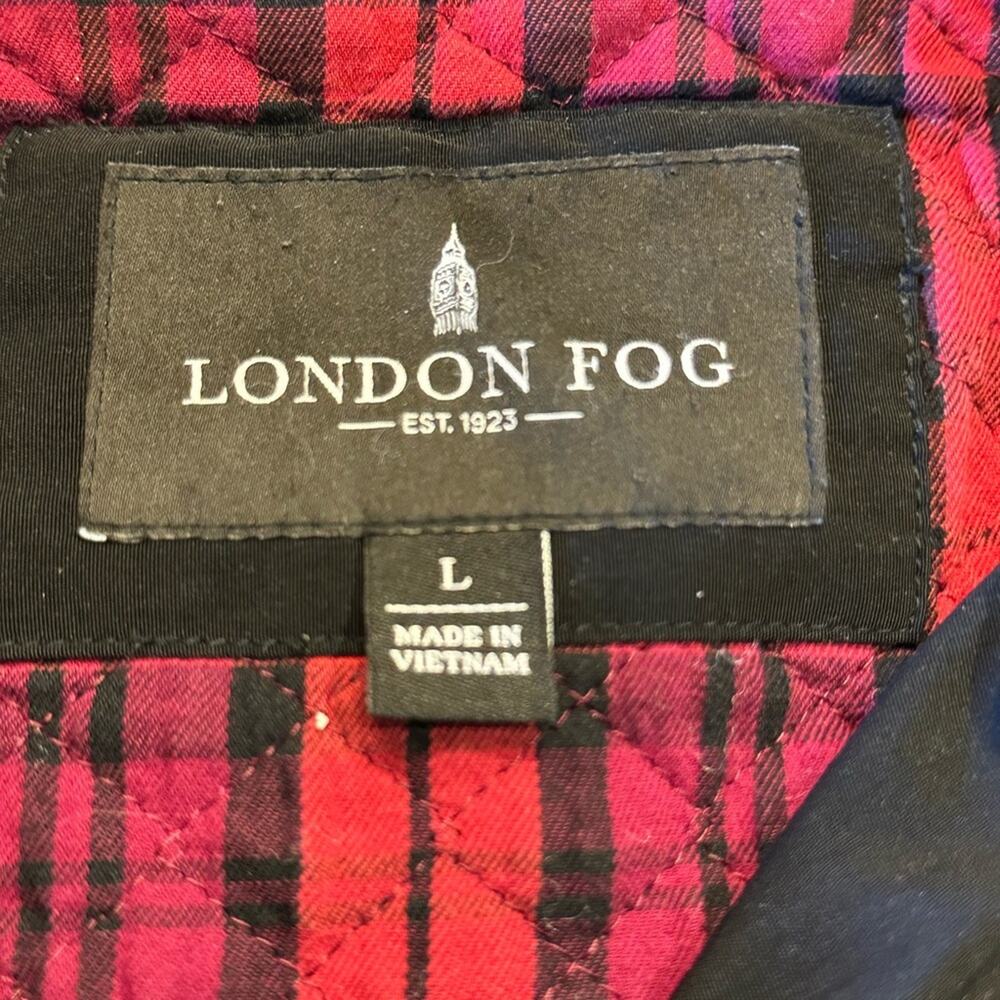 LONDON FOG
EST. 1923
L
MADE IN
VIETNAM